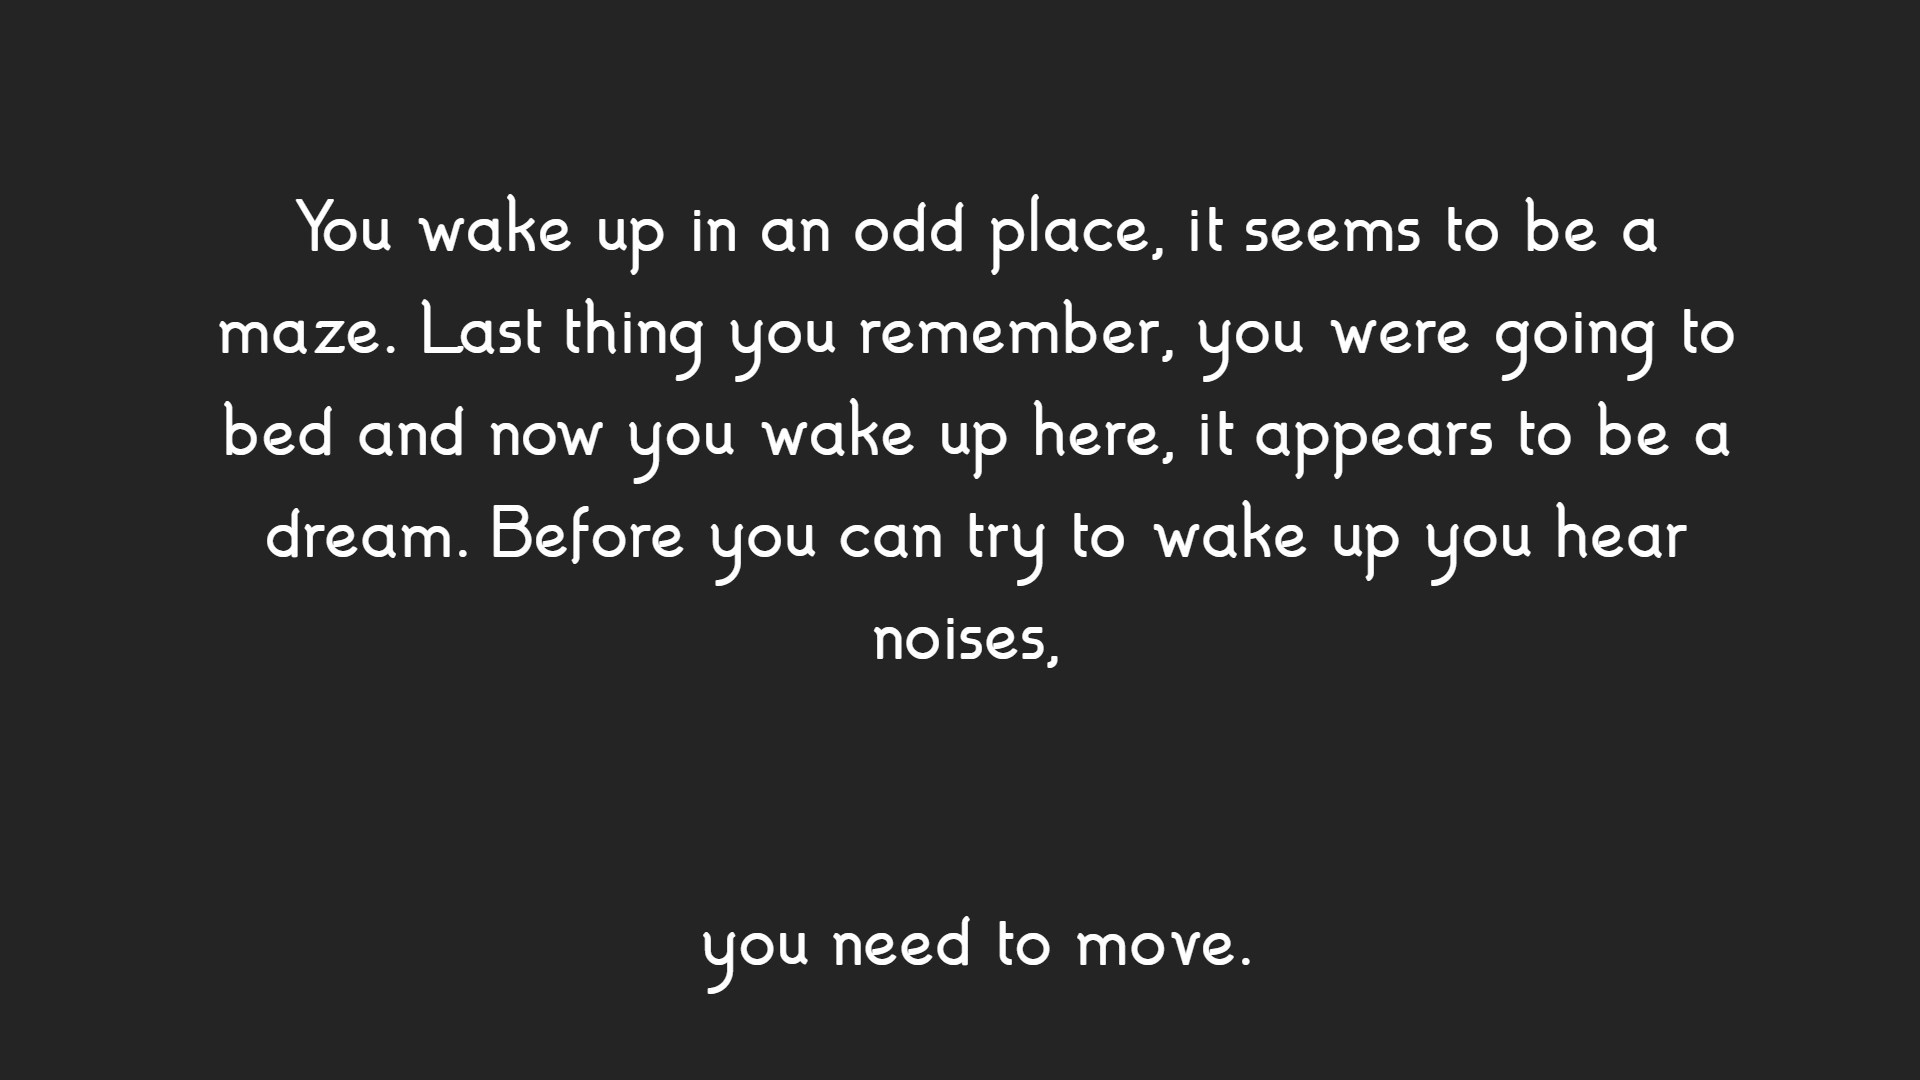 You wake up in an odd place, it seems to be a
maze. Last thing you remember, you were going to
bed and now you wake up here, it appears to be a
dream. Before you can try to wake up you hear
noises,
you need to move.